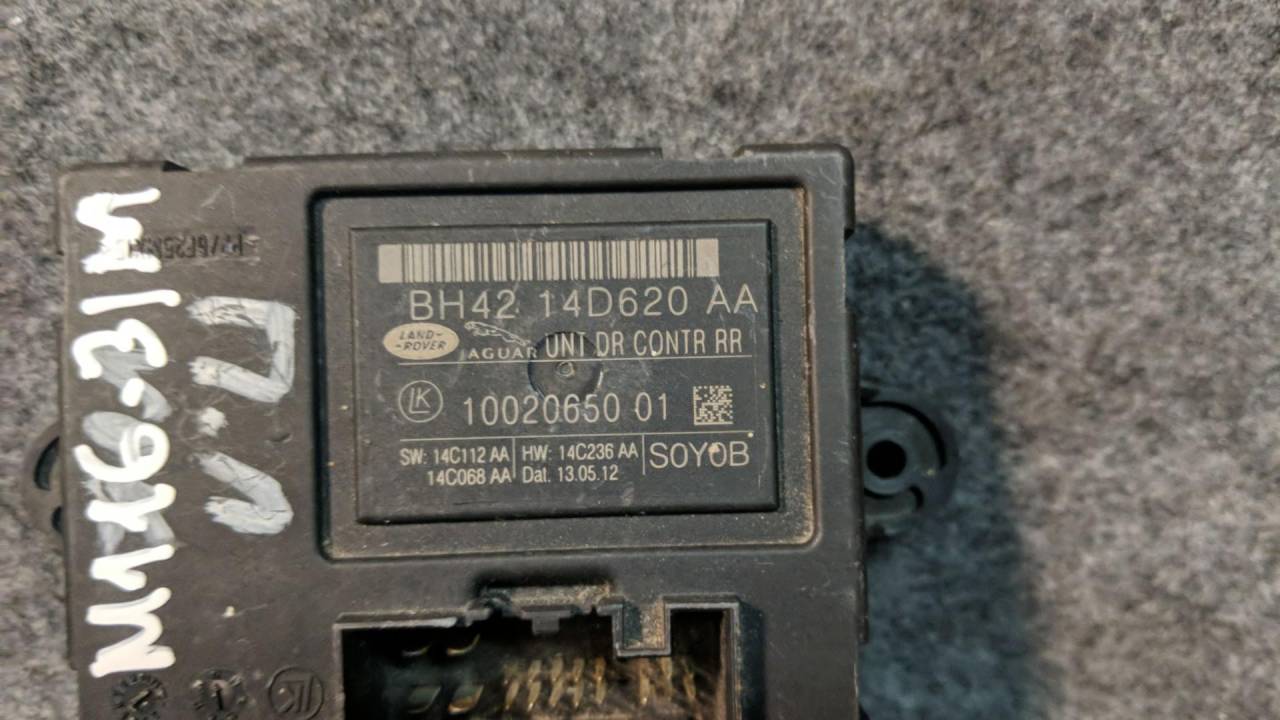 BH42 14D620 AA
LAND-
-ROVER
JAGUAR UNT DR CONTR RR
LK 10020650 01
SW: 14C112 AA HW: 14C236 AA SOYOB
14C068 AA Dat. 13.05.12